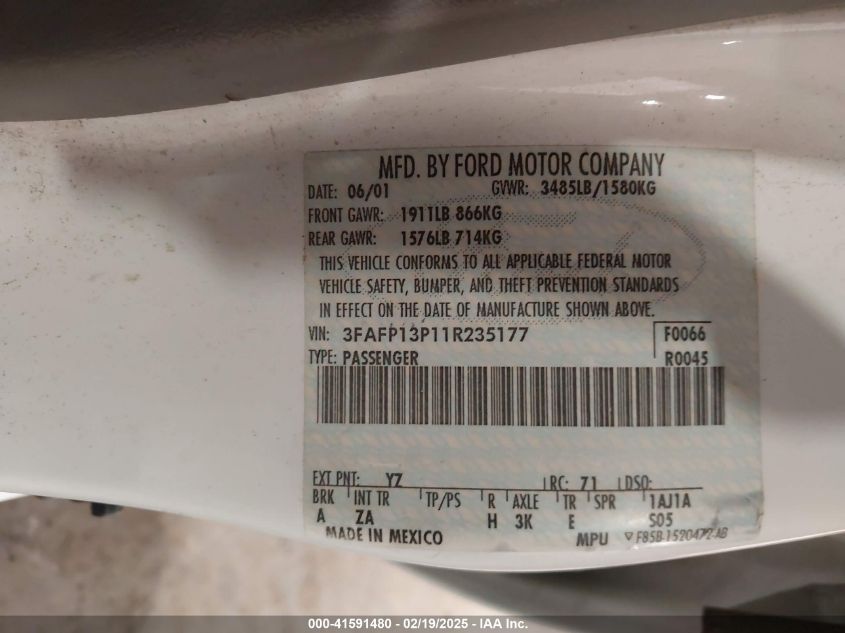 MFD. BY FORD MOTOR COMPANY
DATE: 06/01 GVWR: 3485LB/1580KG
FRONT GAWR: 1911LB 866KG
REAR GAWR: 1576LB 714KG
THIS VEHICLE CONFORMS TO ALL APPLICABLE FEDERAL MOTOR
VEHICLE SAFETY, BUMPER, AND THEFT PREVENTION STANDARDS
IN EFFECT ON THE DATE OF MANUFACTURE SHOWN ABOVE.
VIN: 3FAFP13P11R235177 F0066
TYPE: PASSENGER R0045
EXT PNT: YZ RC: 71 DSO:
BRK INT TR TP/PS R AXLE TR SPR 1AJ1A
A ZA H 3K E S05
MADE IN MEXICO MPU F85B-1520472-AB
000-41591480 - 02/19/2025 - IAA Inc.